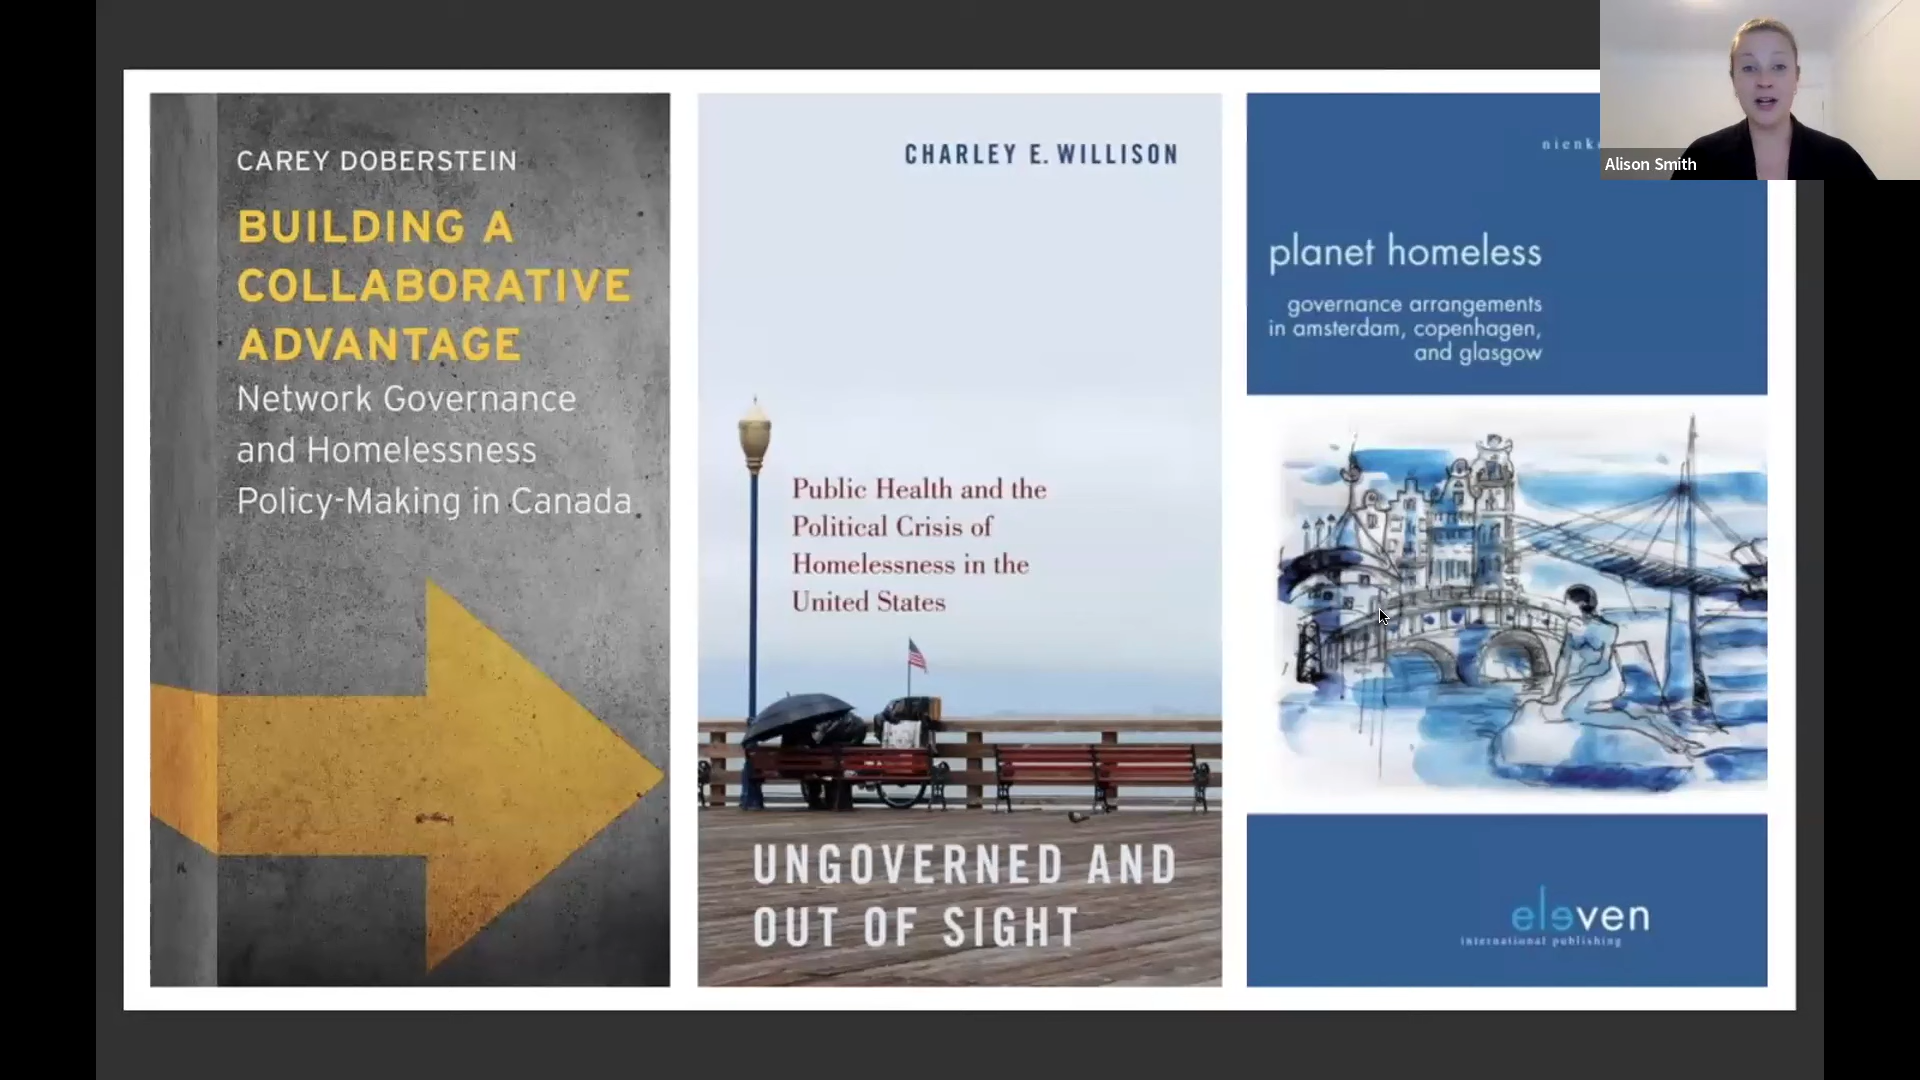 CAREY DOBERSTEIN
BUILDING A
COLLABORATIVE
ADVANTAGE
Network Governance
and Homelessness
Policy-Making in Canada
CHARLEY E. WILLISON
Public Health and the
Political Crisis of
Homelessness in the
United States
UNGOVERNED AND
OUT OF SIGHT
planet homeless
governance arrangements
in amsterdam, copenhagen,
and glasgow
eleven
international publishing
Alison Smith